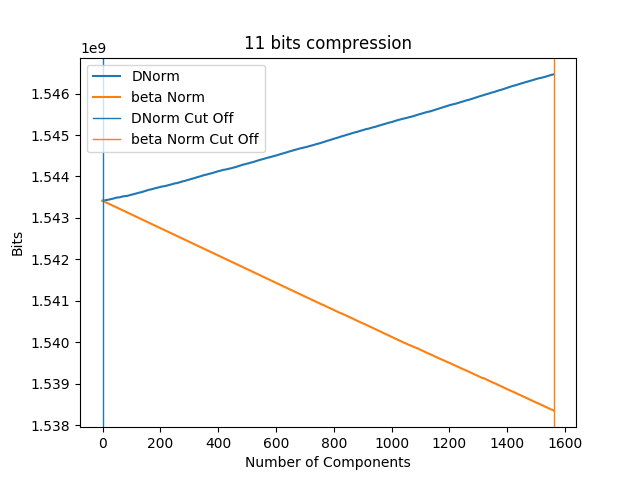 11 bits compression
1e9
DNorm
beta Norm
DNorm Cut Off
beta Norm Cut Off
1.546
1.545
1.544
1.543
1.542
1.541
1.540
1.539
1.538
Bits
0 200 400 600 800 1000 1200 1400 1600
Number of Components